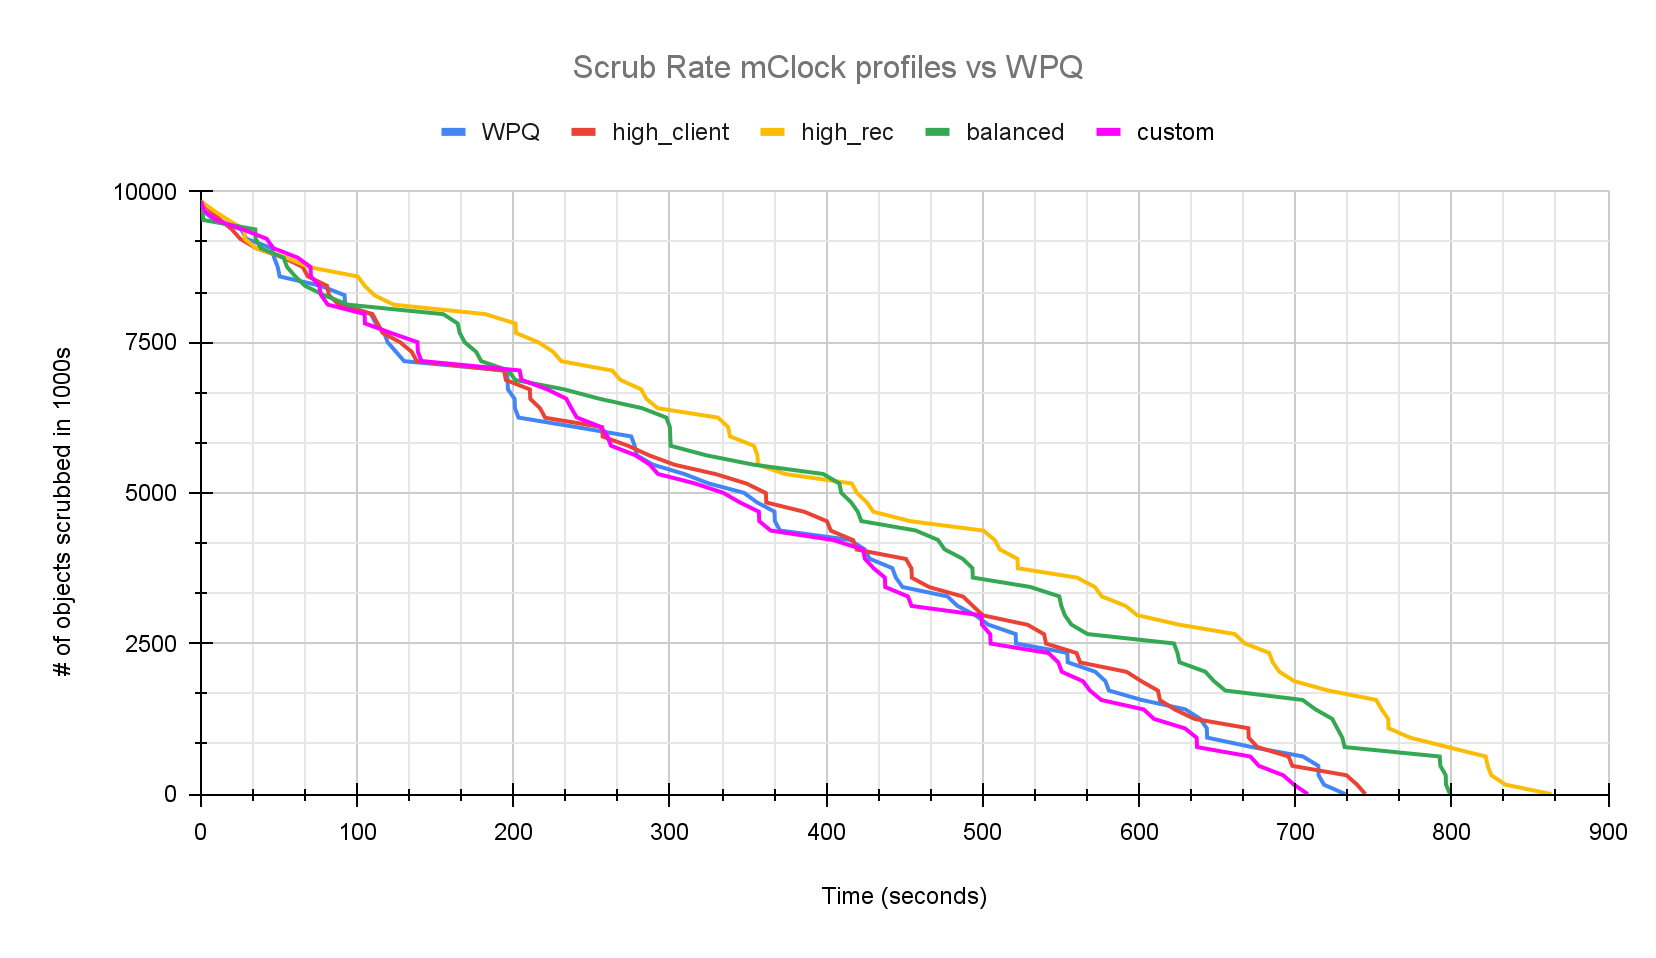 Scrub Rate mClock profiles vs WPQ
WPQ high_client high_rec balanced custom
# of objects scrubbed in 1000s
10000
7500
5000
2500
0
0 100 200 300 400 500 600 700 800 900
Time (seconds)